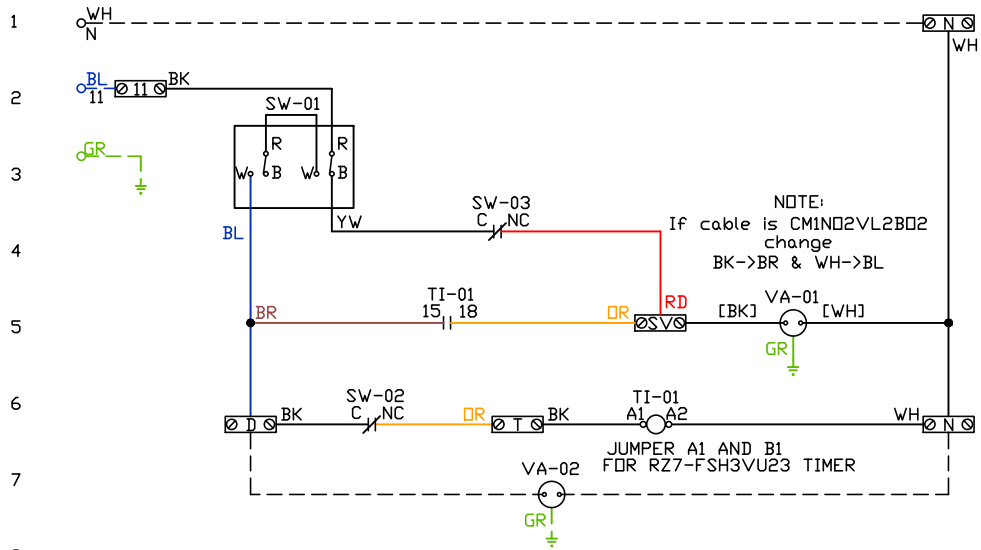 1
WH
N
N
WH
2
BL
11
11
BK
SW-01
GR
R
R
3
W
B
W
B
YW
SW-03
C NC
NOTE:
If cable is CM1N02VL2B02
change
BK->BR & WH->BL
BL
4
TI-01
15 18
RD
VA-01
5
BR
OR
SV
[BK]
[WH]
GR
6
SW-02
C NC
TI-01
D
BK
OR
T
BK
A1
A2
WH
N
JUMPER A1 AND B1
FOR RZ7-FSH3VU23 TIMER
7
VA-02
GR